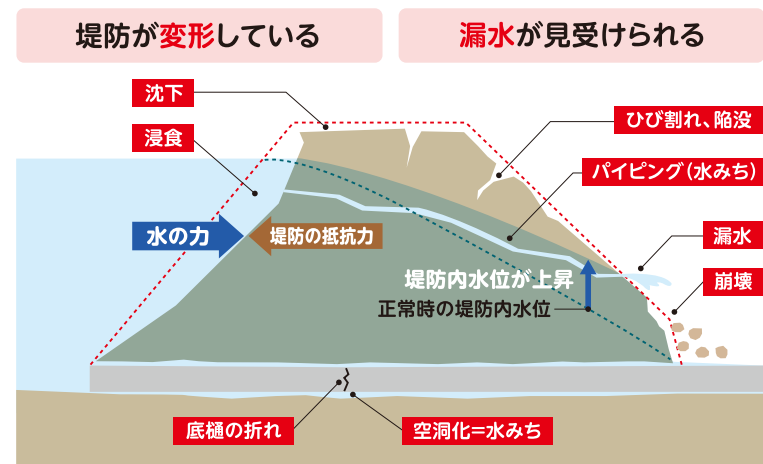 堤防が変形している
漏水が見受けられる
沈下
浸食
ひび割れ、陥没
パイピング(水みち)
水の力
堤防の抵抗力
漏水
堤防内水位が上昇
崩壊
正常時の堤防内水位
底樋の折れ
空洞化=水みち